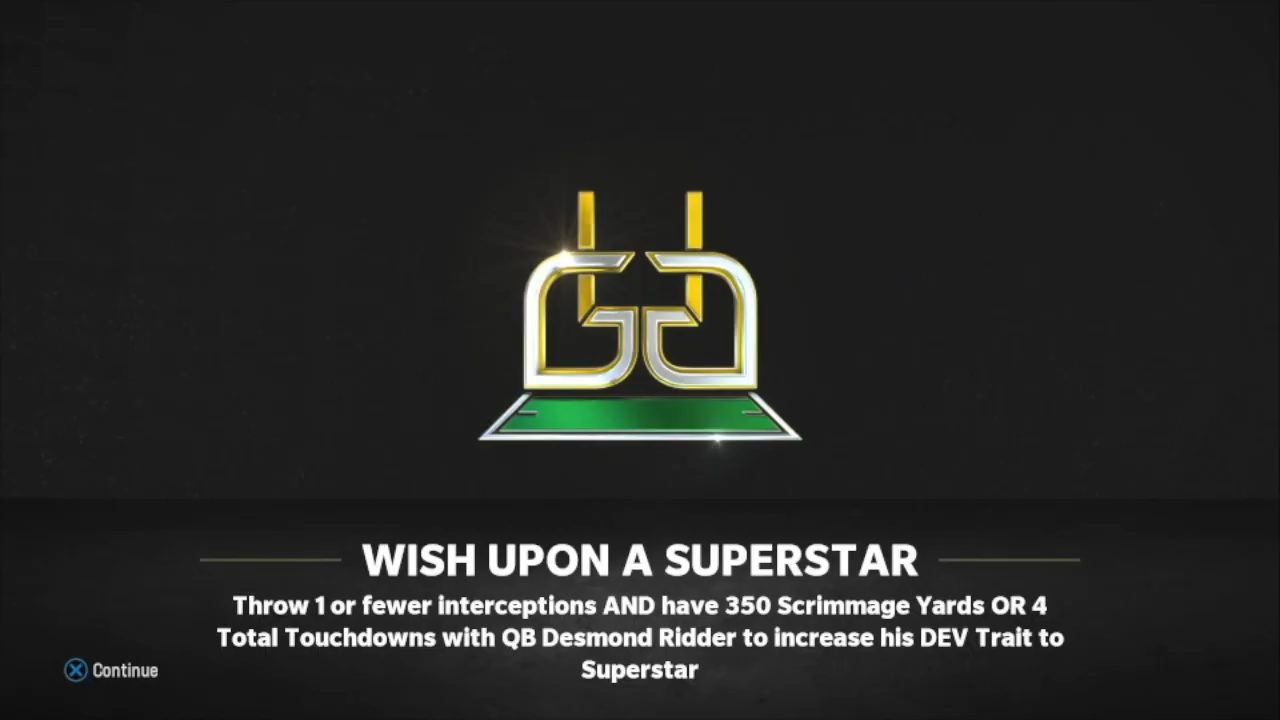 WISH UPON A SUPERSTAR
Throw 1 or fewer interceptions AND have 350 Scrimmage Yards OR 4
Total Touchdowns with QB Desmond Ridder to increase his DEV Trait to
Superstar
Continue